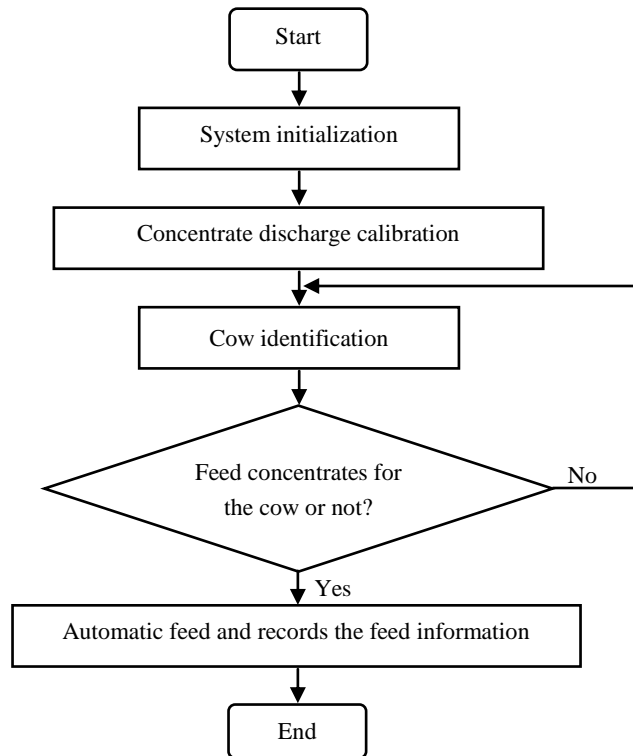 Start
System initialization
Concentrate discharge calibration
Cow identification
Feed concentrates for
the cow or not?
No
Yes
Automatic feed and records the feed information
End